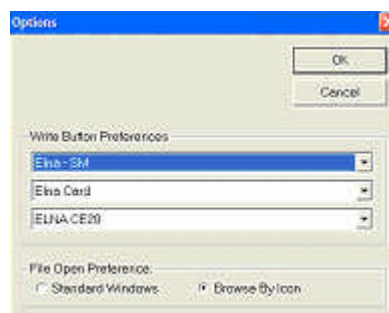 Options
OK
Cancel
Write Button Preferences
Elna - SM
Elna Card
ELNA CE20
File Open Preference:
Standard Windows Browse By Icon